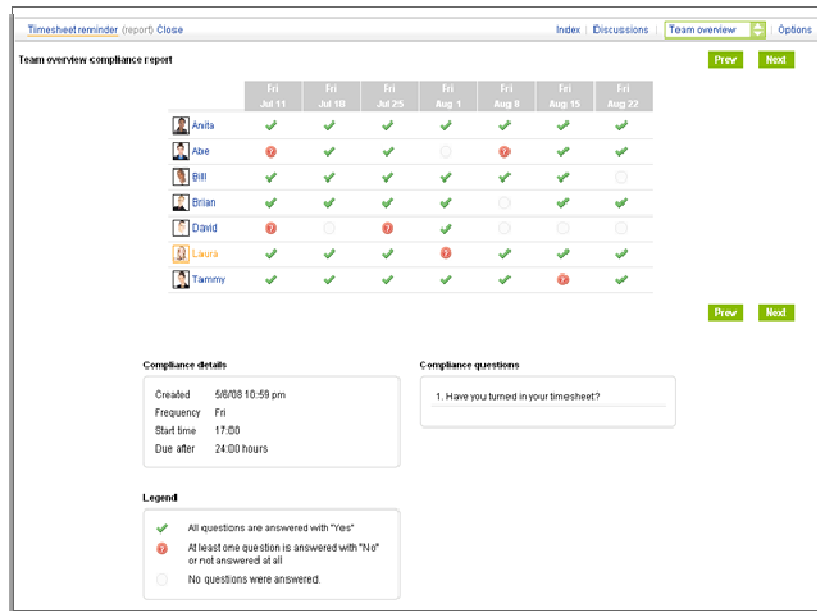 Timesheet reminder (report) Close Index | Discussions | Team overview | Options
Team overview compliance report Prev Next
Fri Fri Fri Fri Fri Fri Fri
Jul 11 Jul 18 Jul 25 Aug 1 Aug 8 Aug 15 Aug 22
Anita
Abe
Bill
Brian
David
Laura
Tammy
Prev Next
Compliance details Compliance questions
Created 5/6/08 10:59 pm 1. Have you turned in your timesheet?
Frequency Fri
Start time 17:00
Due after 24:00 hours
Legend
All questions are answered with "Yes"
At least one question is answered with "No"
or not answered at all
No questions were answered.